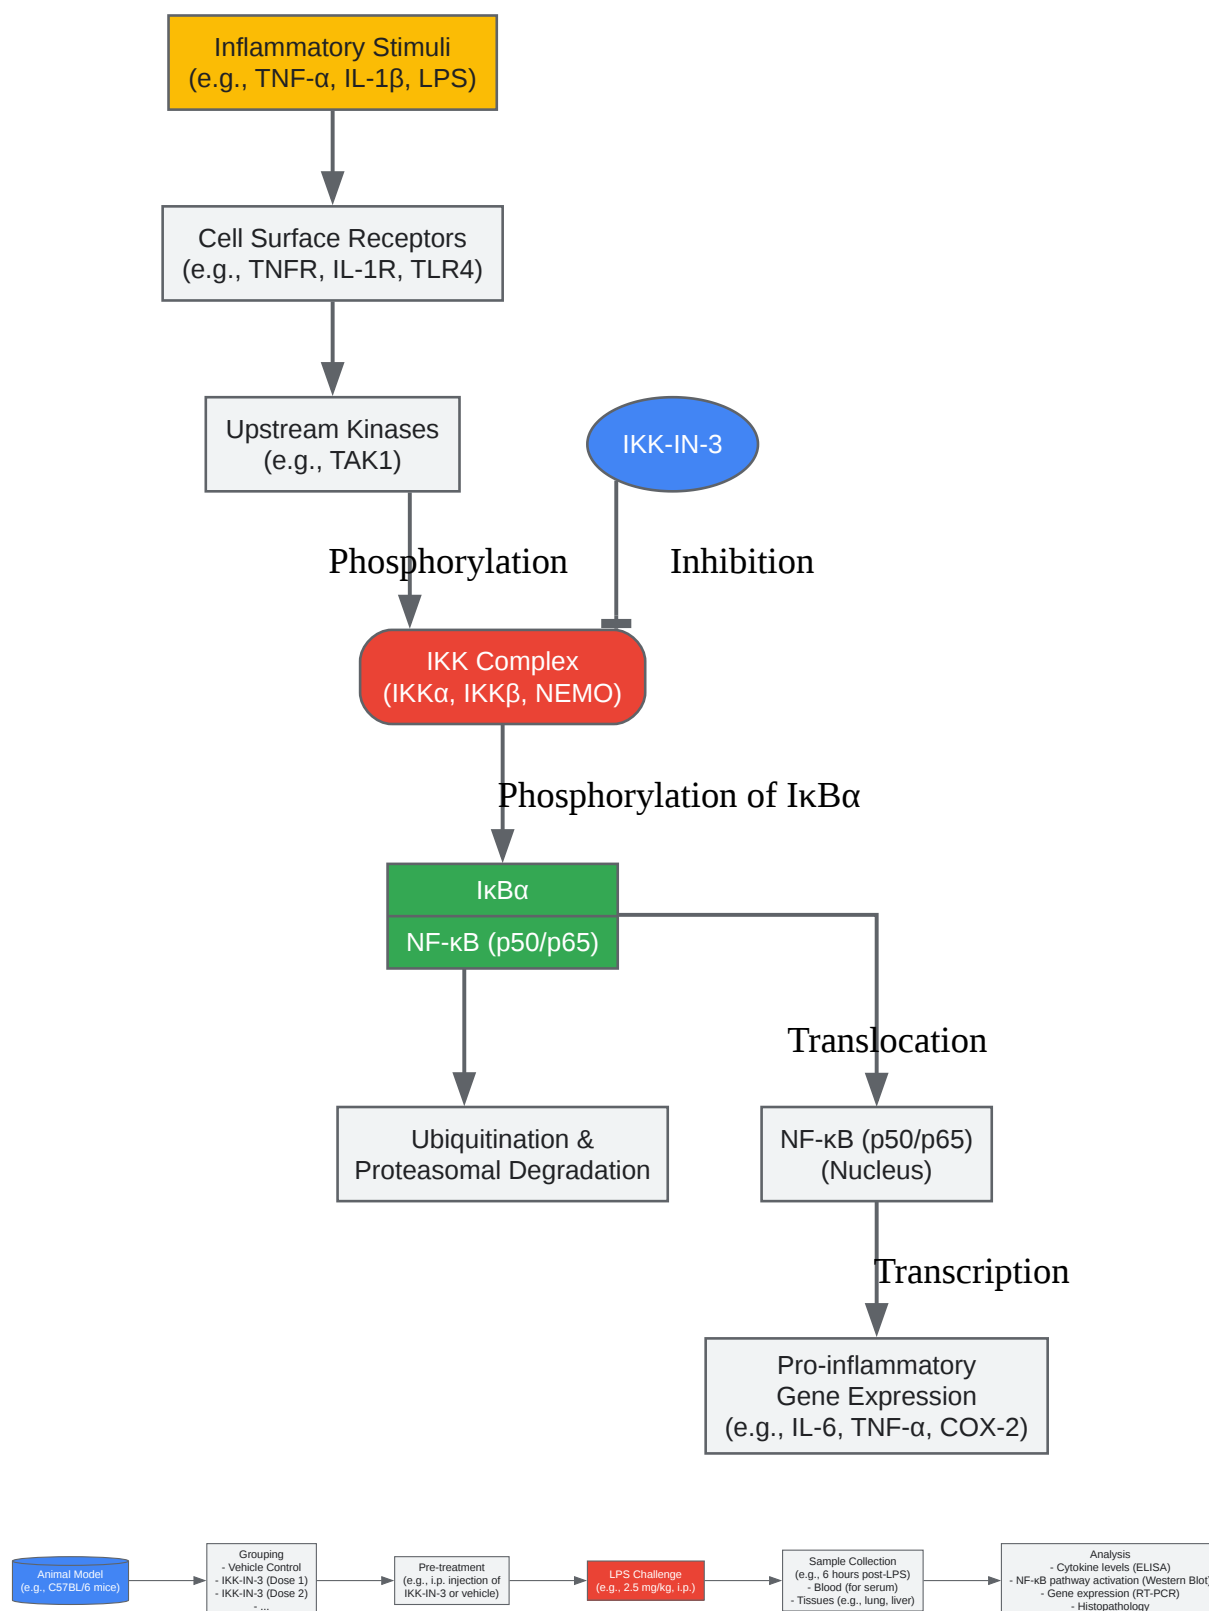 Inflammatory Stimuli
(e.g., TNF-α, IL-1β, LPS)
Cell Surface Receptors
(e.g., TNFR, IL-1R, TLR4)
Upstream Kinases
(e.g., TAK1)
IKK-IN-3
Phosphorylation
Inhibition
IKK Complex
(IKKα, IKKβ, NEMO)
Phosphorylation of IκBα
IκBα
NF-κB (p50/p65)
Translocation
Ubiquitination &
Proteasomal Degradation
NF-κB (p50/p65)
(Nucleus)
Transcription
Pro-inflammatory
Gene Expression
(e.g., IL-6, TNF-α, COX-2)
Animal Model
(e.g., C57BL/6 mice)
Grouping
- Vehicle Control
- IKK-IN-3 (Dose 1)
- IKK-IN-3 (Dose 2)
- ...
Pre-treatment
(e.g., i.p. injection of
IKK-IN-3 or vehicle)
LPS Challenge
(e.g., 2.5 mg/kg, i.p.)
Sample Collection
(e.g., 6 hours post-LPS)
- Blood (for serum)
- Tissues (e.g., lung, liver)
Analysis
- Cytokine levels (ELISA)
- NF-κB pathway activation (Western Blot)
- Gene expression (RT-PCR)
- Histopathology